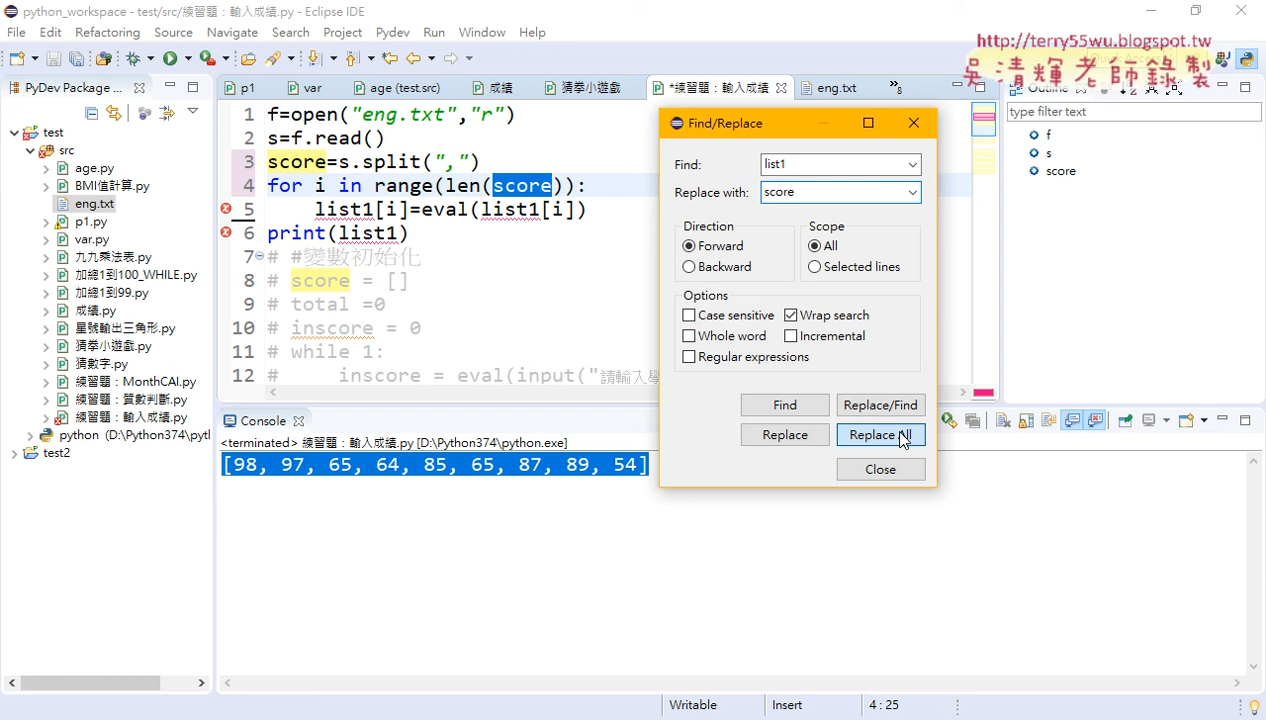 python_workspace - test/src/練習題：輸入成績.py - Eclipse IDE
File Edit Refactoring Source Navigate Search Project Pydev Run Window Help
http://terry55wu.blogspot.tw
吳清輝老師錄製
PyDev Package ...
p1
var
age (test.src)
成績
猜拳小遊戲
*練習題：輸入成績
eng.txt
»8
Outline
type filter text
f
s
score
test
src
age.py
BMI值計算.py
eng.txt
p1.py
var.py
九九乘法表.py
加總1到100_WHILE.py
加總1到99.py
成績.py
星號輸出三角形.py
猜拳小遊戲.py
猜數字.py
練習題：MonthCAl.py
練習題：質數判斷.py
練習題：輸入成績.py
python (D:\Python374\pytl
test2
1 f=open("eng.txt","r")
2 s=f.read()
3 score=s.split(",")
4 for i in range(len(score)):
5 list1[i]=eval(list1[i])
6 print(list1)
7 # #變數初始化
8 # score = []
9 # total =0
10 # inscore = 0
11 # while 1:
12 # inscore = eval(input("請輸入學
Find/Replace
Find: list1
Replace with: score
Direction
Forward
Backward
Scope
All
Selected lines
Options
Case sensitive
Wrap search
Whole word
Incremental
Regular expressions
Find
Replace/Find
Replace
Replace All
Close
Console
<terminated> 練習題：輸入成績.py [D:\Python374\python.exe]
[98, 97, 65, 64, 85, 65, 87, 89, 54]
Writable
Insert
4 : 25